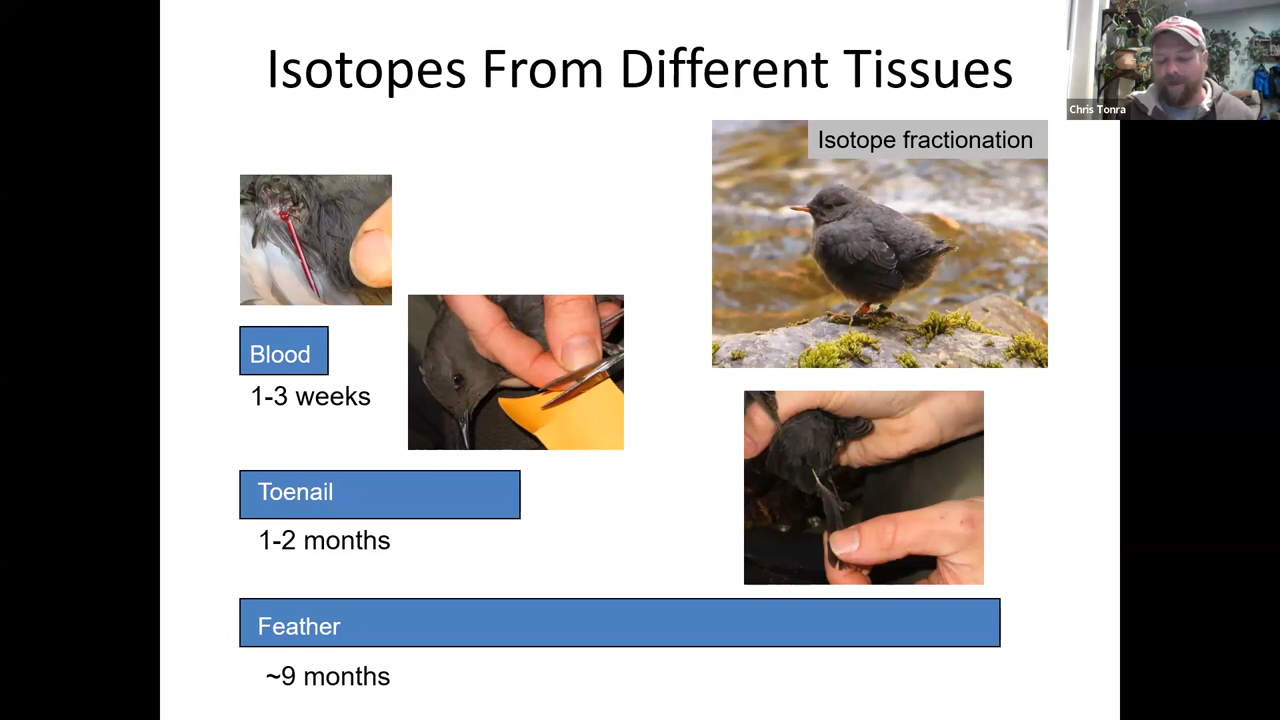 Isotopes From Different Tissues
Chris Tonra
Isotope fractionation
Blood
1-3 weeks
Toenail
1-2 months
Feather
~9 months